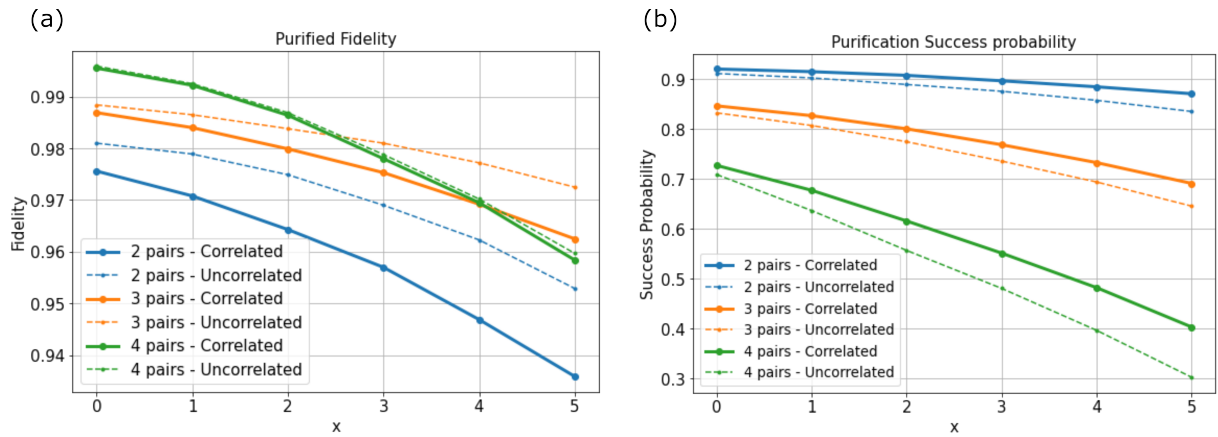 (a)
Purified Fidelity
Fidelity
0.99
0.98
0.97
0.96
0.95
0.94
2 pairs - Correlated
2 pairs - Uncorrelated
3 pairs - Correlated
3 pairs - Uncorrelated
4 pairs - Correlated
4 pairs - Uncorrelated
0 1 2 3 4 5
x
(b)
Purification Success probability
Success Probability
0.9
0.8
0.7
0.6
0.5
0.4
0.3
2 pairs - Correlated
2 pairs - Uncorrelated
3 pairs - Correlated
3 pairs - Uncorrelated
4 pairs - Correlated
4 pairs - Uncorrelated
0 1 2 3 4 5
x